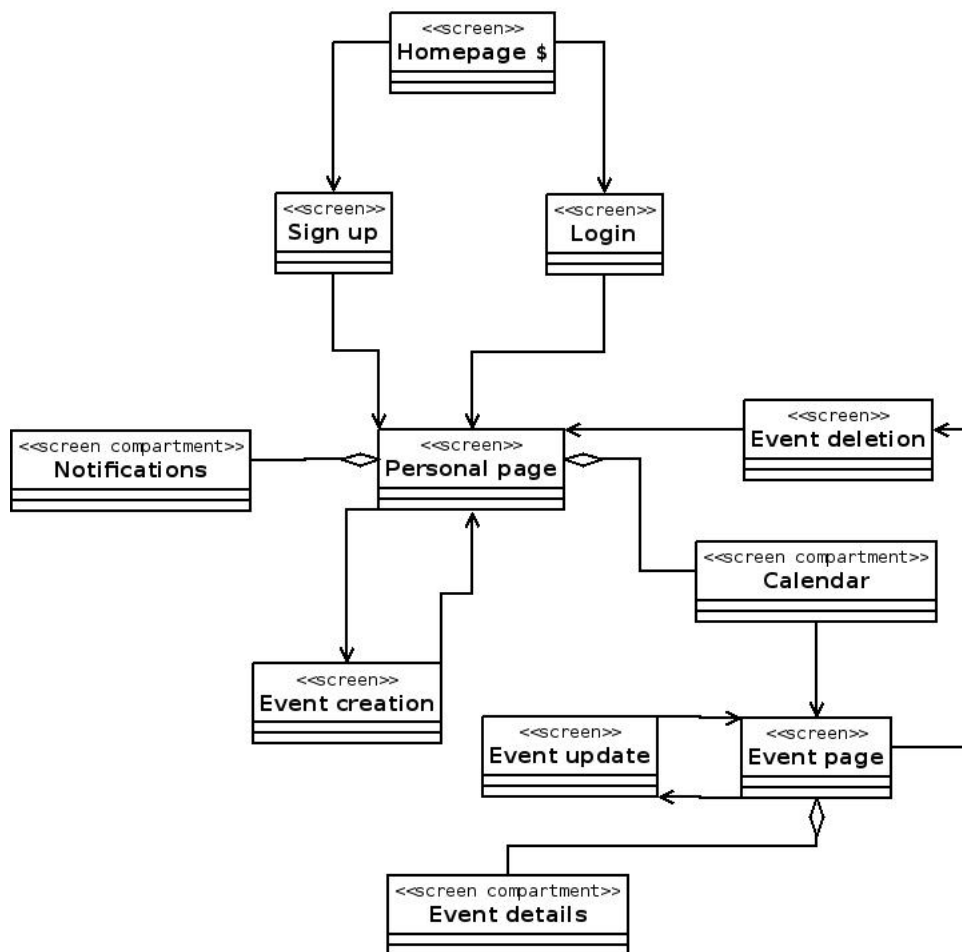 <<screen>>
Homepage $
<<screen>>
Sign up
<<screen>>
Login
<<screen compartment>>
Notifications
<<screen>>
Personal page
<<screen>>
Event deletion
<<screen compartment>>
Calendar
<<screen>>
Event creation
<<screen>>
Event update
<<screen>>
Event page
<<screen compartment>>
Event details